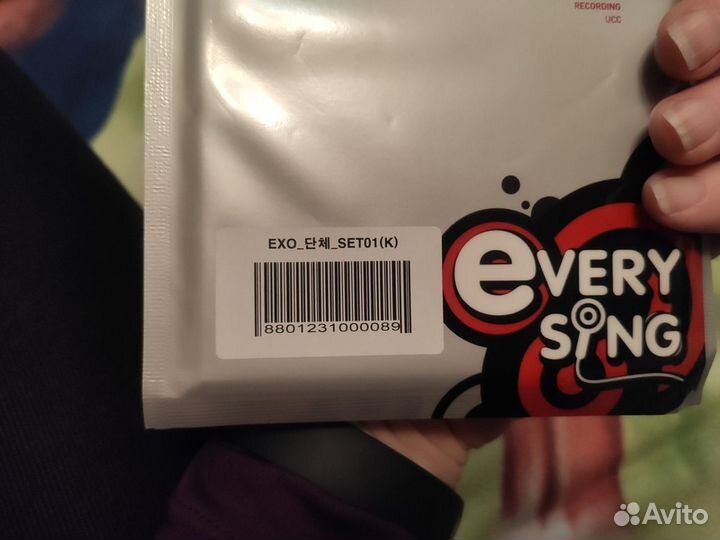 RECORDING
UCC
EXO_단체_SET01(K)
8801231000089
eVERY
SING
Avito